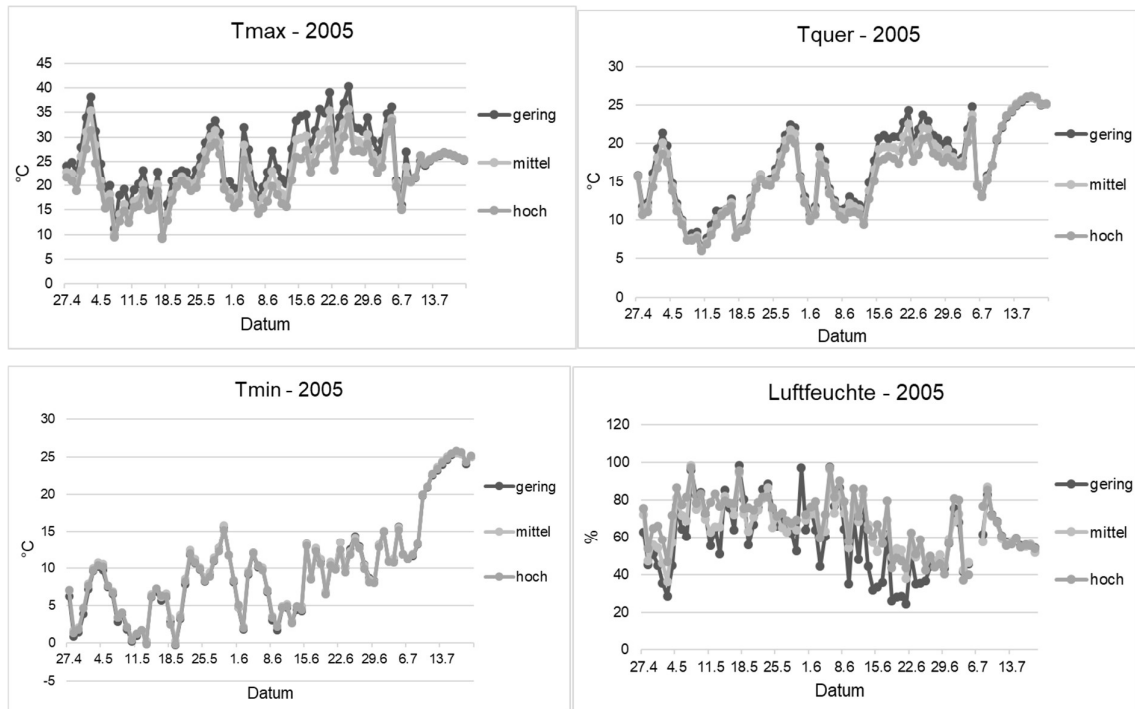 Tmax - 2005
45
40
35
30
25
20
15
10
5
0
°C
27.4 4.5 11.5 18.5 25.5 1.6 8.6 15.6 22.6 29.6 6.7 13.7
Datum
gering
mittel
hoch
Tquer - 2005
30
25
20
15
10
5
0
°C
27.4 4.5 11.5 18.5 25.5 1.6 8.6 15.6 22.6 29.6 6.7 13.7
Datum
gering
mittel
hoch
Tmin - 2005
30
25
20
15
10
5
0
-5
°C
27.4 4.5 11.5 18.5 25.5 1.6 8.6 15.6 22.6 29.6 6.7 13.7
Datum
gering
mittel
hoch
Luftfeuchte - 2005
120
100
80
60
40
20
0
%
27.4 4.5 11.5 18.5 25.5 1.6 8.6 15.6 22.6 29.6 6.7 13.7
Datum
gering
mittel
hoch